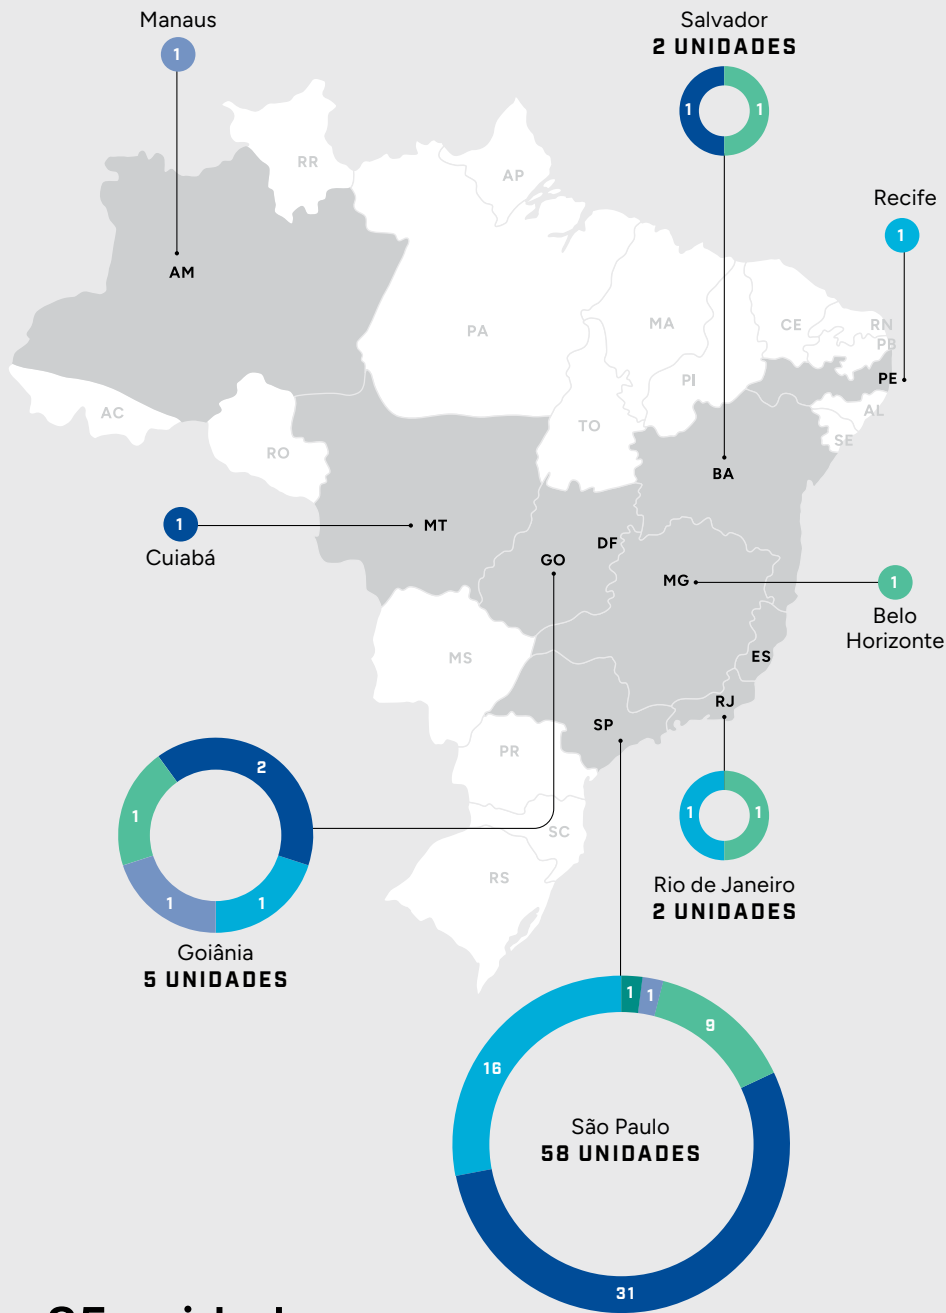 Manaus
1
Salvador
2 UNIDADES
1
1
Recife
1
RR
AP
AM
PA
MA
CE
RN
PB
PI
PE
AC
TO
AL
RO
SE
BA
1
Cuiabá
MT
DF
GO
MG
1
Belo
Horizonte
MS
ES
RJ
SP
PR
2
1
1
1
Goiânia
5 UNIDADES
SC
RS
1
1
Rio de Janeiro
2 UNIDADES
1
1
9
16
31
São Paulo
58 UNIDADES